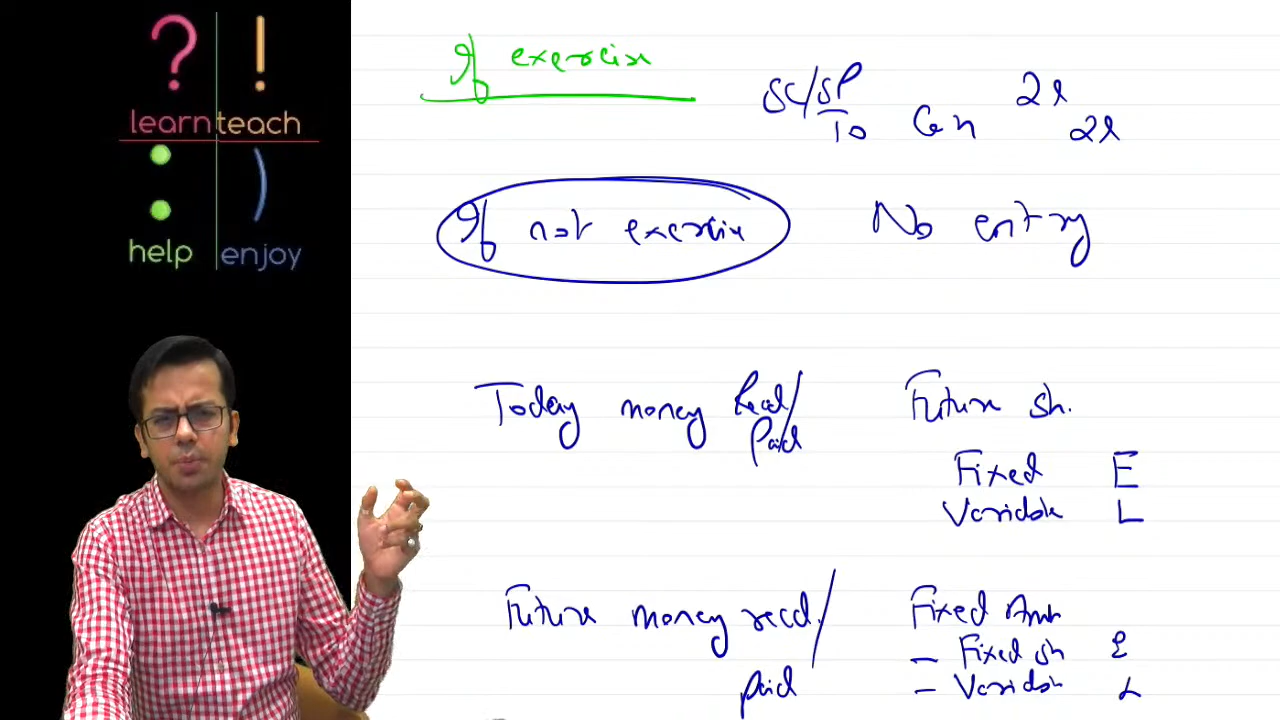 ? !
learn teach
: )
help enjoy
If exercise
SC/SP 2l
To Gen 2l
If not exercise No entry
Today money Recd/ Future sh.
Paid
Fixed E
Variable L
Future money recd./ Fixed Amt
paid
- Fixed sh E
- Variable L